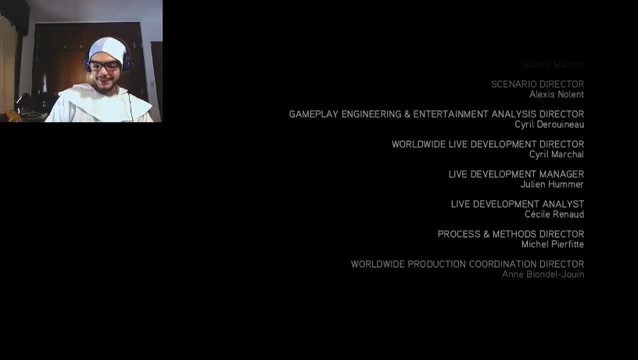 SCENARIO DIRECTOR
Alexis Nolent
GAMEPLAY ENGINEERING & ENTERTAINMENT ANALYSIS DIRECTOR
Cyril Derouineau
WORLDWIDE LIVE DEVELOPMENT DIRECTOR
Cyril Marchal
LIVE DEVELOPMENT MANAGER
Julien Hummer
LIVE DEVELOPMENT ANALYST
Cécile Renaud
PROCESS & METHODS DIRECTOR
Michel Pierfitte
WORLDWIDE PRODUCTION COORDINATION DIRECTOR
Anne Blondel-Jouin